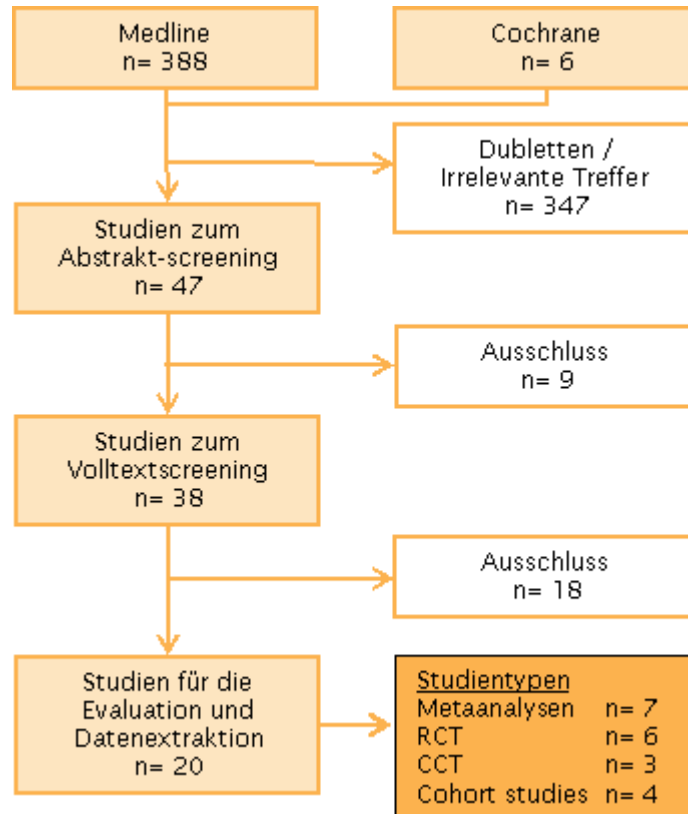 Medline
n= 388
Cochrane
n= 6
Dubletten /
Irrelevante Treffer
n= 347
Studien zum
Abstrakt-screening
n= 47
Ausschluss
n= 9
Studien zum
Volltextscreening
n= 38
Ausschluss
n= 18
Studien für die
Evaluation und
Datenextraktion
n= 20
Studientypen
Metaanalysen n= 7
RCT n= 6
CCT n= 3
Cohort studies n= 4